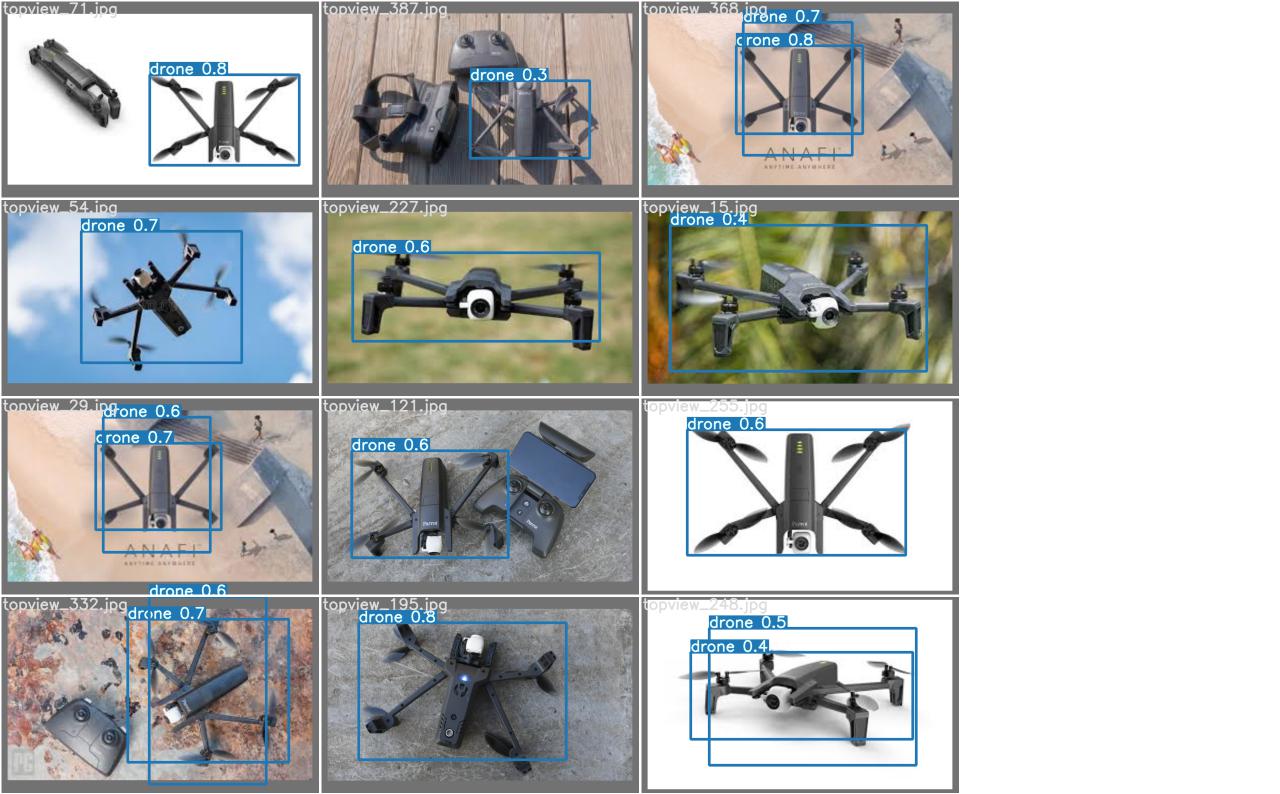 topview_71.jpg
drone 0.8
topview_387.jpg
drone 0.3
topview_368.jpg
drone 0.7
drone 0.8
ANAFI
ANYTIME ANYWHERE
topview_54.jpg
drone 0.7
topview_227.jpg
drone 0.6
topview_15.jpg
drone 0.4
topview_29.jpg
drone 0.6
drone 0.7
ANAFI
ANYTIME ANYWHERE
topview_121.jpg
drone 0.6
Parrot
Parrot
topview_255.jpg
drone 0.6
Parrot
topview_332.jpg
drone 0.6
drone 0.7
PC
topview_195.jpg
drone 0.8
topview_248.jpg
drone 0.5
drone 0.4